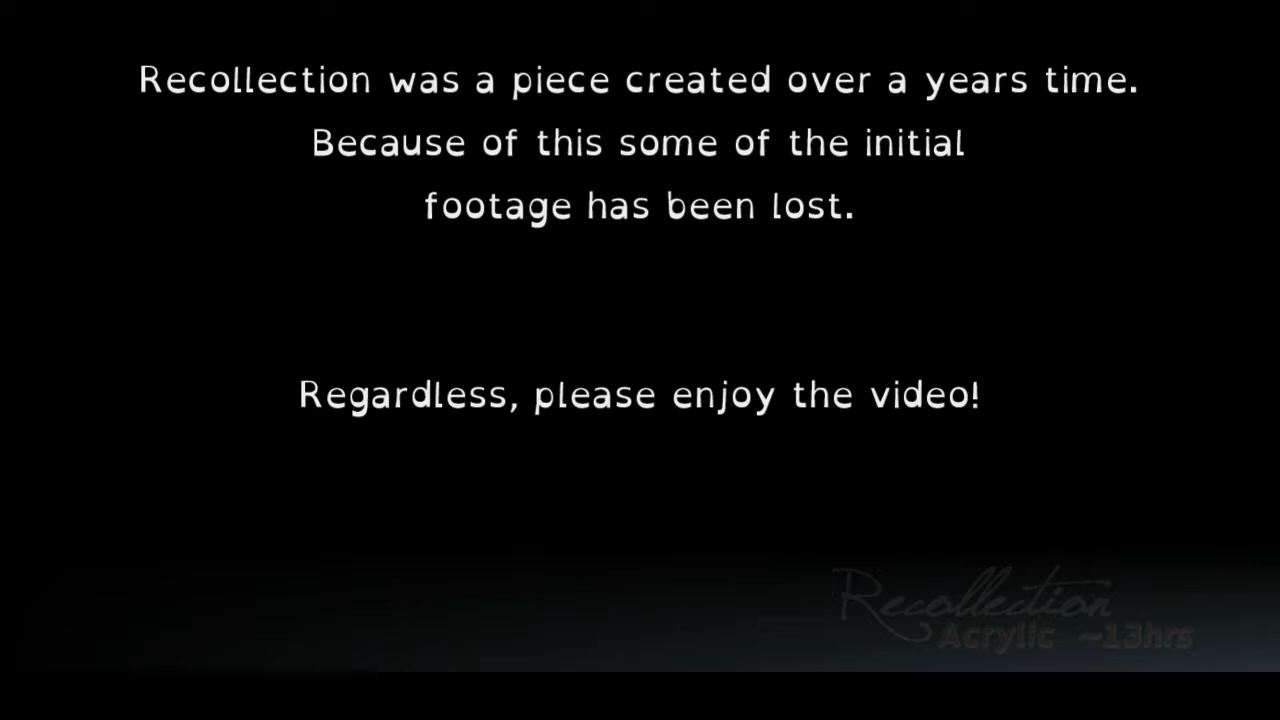 Recollection was a piece created over a years time.
Because of this some of the initial
footage has been lost.
Regardless, please enjoy the video!
Recollection
Acrylic ~13hrs